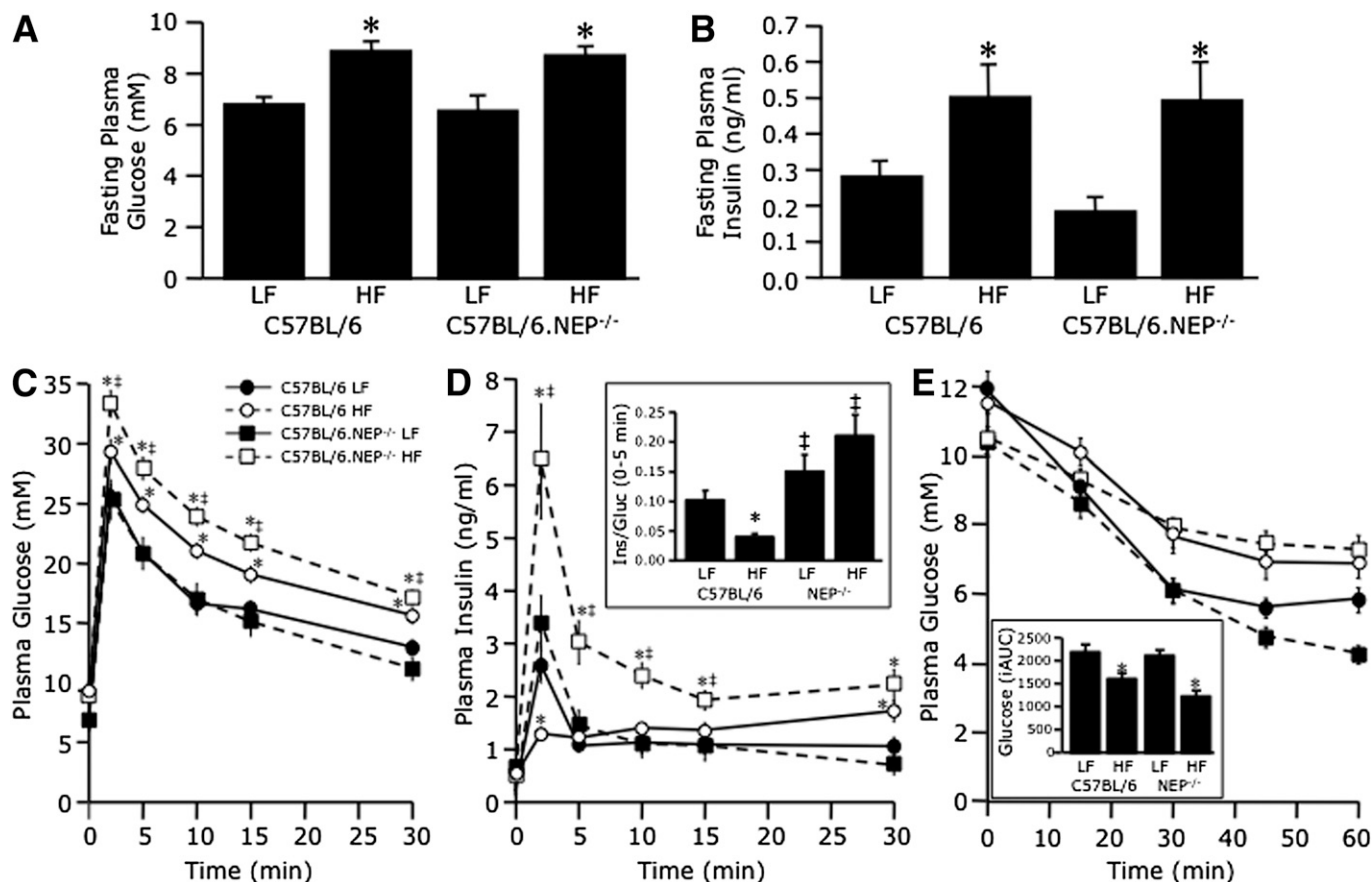 A
Fasting Plasma
Glucose (mM)
10
8
6
4
2
0
*
*
LF HF LF HF
C57BL/6 C57BL/6.NEP-/-
B
Fasting Plasma
Insulin (ng/ml)
0.7
0.6
0.5
0.4
0.3
0.2
0.1
0.0
*
*
LF HF LF HF
C57BL/6 C57BL/6.NEP-/-
C
Plasma Glucose (mM)
35
30
25
20
15
10
5
0
C57BL/6 LF
C57BL/6 HF
C57BL/6.NEP-/- LF
C57BL/6.NEP-/- HF
*‡
*
*‡
*
*‡
*
*‡
*
*‡
*
0 5 10 15 20 25 30
Time (min)
D
Plasma Insulin (ng/ml)
8
7
6
5
4
3
2
1
0
*‡
*
*‡
*‡
*‡
*
*
0 5 10 15 20 25 30
Time (min)
Ins/Gluc (0-5 min)
0.25
0.20
0.15
0.10
0.05
0.00
*
‡
‡
LF HF LF HF
C57BL/6 NEP-/-
E
Plasma Glucose (mM)
12
10
8
6
4
2
0
0 10 20 30 40 50 60
Time (min)
Glucose (iAUC)
2500
2000
1500
1000
500
0
*
*
LF HF LF HF
C57BL/6 NEP-/-